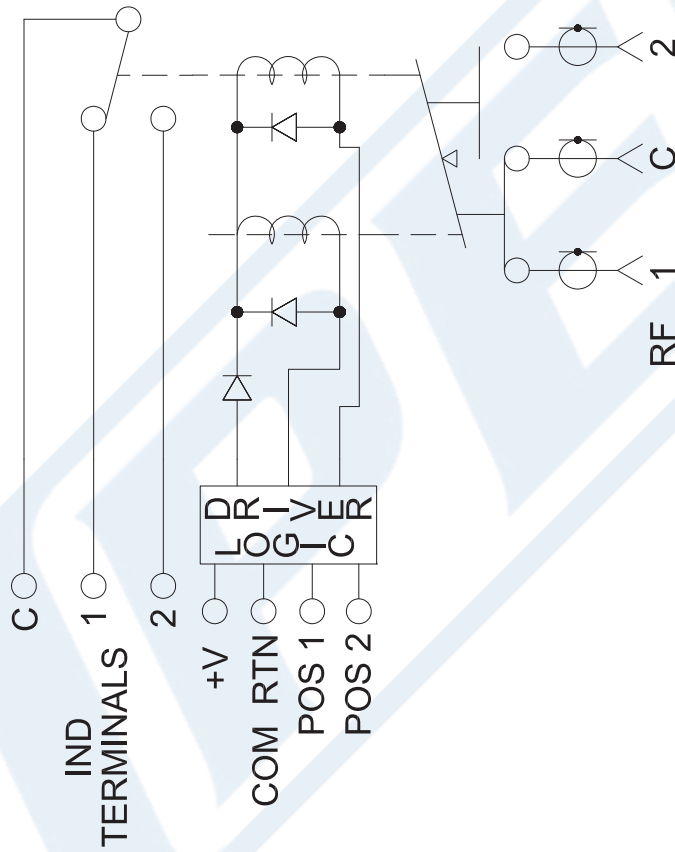 C
1
2
IND
TERMINALS
+V
COM RTN
POS 1
POS 2
LOGIC
DRIVER
2
C
1
RF